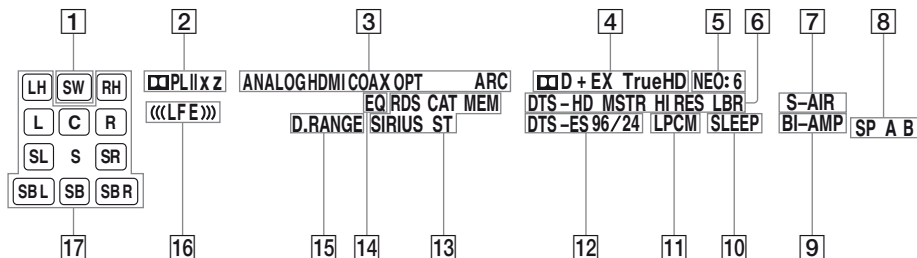 1 2 3 4 5 6 7 8
LH SW RH
L C R
SL S SR
SBL SB SBR
PLIIxz
(((LFE)))
ANALOG HDMI COAX OPT ARC
EQ RDS CAT MEM
D.RANGE SIRIUS ST
D+EX TrueHD NEO:6
DTS-HD MSTR HI RES LBR
DTS-ES 96/24 LPCM SLEEP
S-AIR
BI-AMP
SP A B
17 16 15 14 13 12 11 10 9